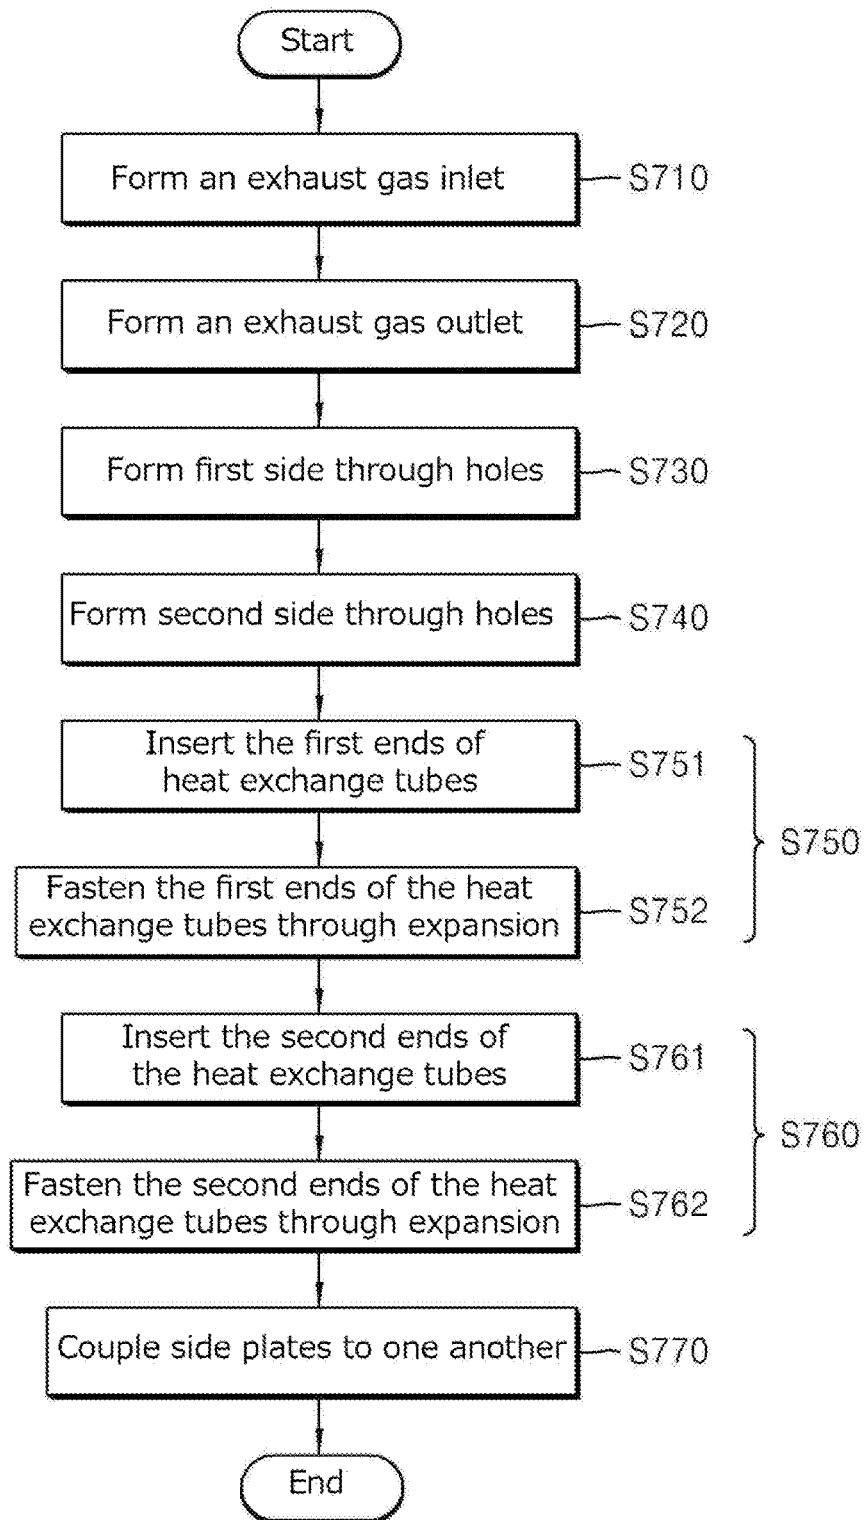 Start
Form an exhaust gas inlet
S710
Form an exhaust gas outlet
S720
Form first side through holes
S730
Form second side through holes
S740
Insert the first ends of
heat exchange tubes
S751
Fasten the first ends of the heat
exchange tubes through expansion
S752
S750
Insert the second ends of
the heat exchange tubes
S761
Fasten the second ends of the heat
exchange tubes through expansion
S762
S760
Couple side plates to one another
S770
End